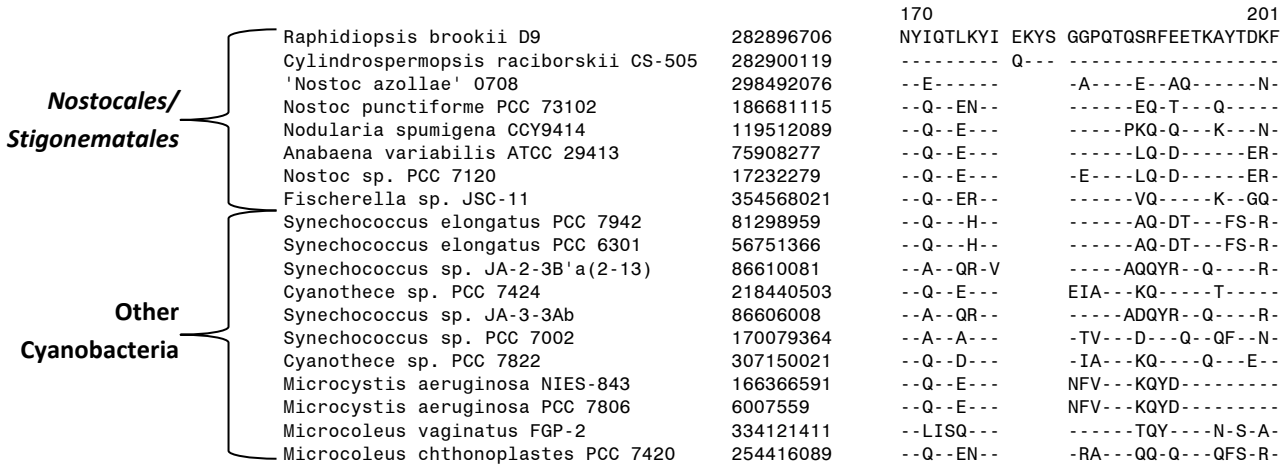 170 201
Raphidiopsis brookii D9 282896706 NYIQTLKYI EKYS GGPQTQSRFEETKAYTDKF
Cylindrospermopsis raciborskii CS-505 282900119 --------- Q--- -------------------
'Nostoc azollae' 0708 298492076 --E------ -A----E--AQ------N-
Nostoc punctiforme PCC 73102 186681115 --Q--EN-- ------EQ-T---Q-----
Nodularia spumigena CCY9414 119512089 --Q--E--- -----PKQ-Q---K---N-
Anabaena variabilis ATCC 29413 75908277 --Q--E--- ------LQ-D------ER-
Nostoc sp. PCC 7120 17232279 --Q--E--- -E----LQ-D------ER-
Fischerella sp. JSC-11 354568021 --Q--ER-- ------VQ-----K--GQ-
Synechococcus elongatus PCC 7942 81298959 --Q---H-- ------AQ-DT---FS-R-
Synechococcus elongatus PCC 6301 56751366 --Q---H-- ------AQ-DT---FS-R-
Synechococcus sp. JA-2-3B'a(2-13) 86610081 --A--QR-V -----AQQYR--Q----R-
Cyanothece sp. PCC 7424 218440503 --Q--E--- EIA---KQ-----T-----
Synechococcus sp. JA-3-3Ab 86606008 --A--QR-- -----ADQYR--Q----R-
Synechococcus sp. PCC 7002 170079364 --A--A--- -TV---D---Q--QF--N-
Cyanothece sp. PCC 7822 307150021 --Q--D--- -IA---KQ----Q---E--
Microcystis aeruginosa NIES-843 166366591 --Q--E--- NFV---KQYD---------
Microcystis aeruginosa PCC 7806 6007559 --Q--E--- NFV---KQYD---------
Microcoleus vaginatus FGP-2 334121411 --LISQ--- ------TQY----N-S-A-
Microcoleus chthonoplastes PCC 7420 254416089 --Q--EN-- -RA---QQ-Q---QFS-R-
Nostocales/
Stigonematales
Other
Cyanobacteria